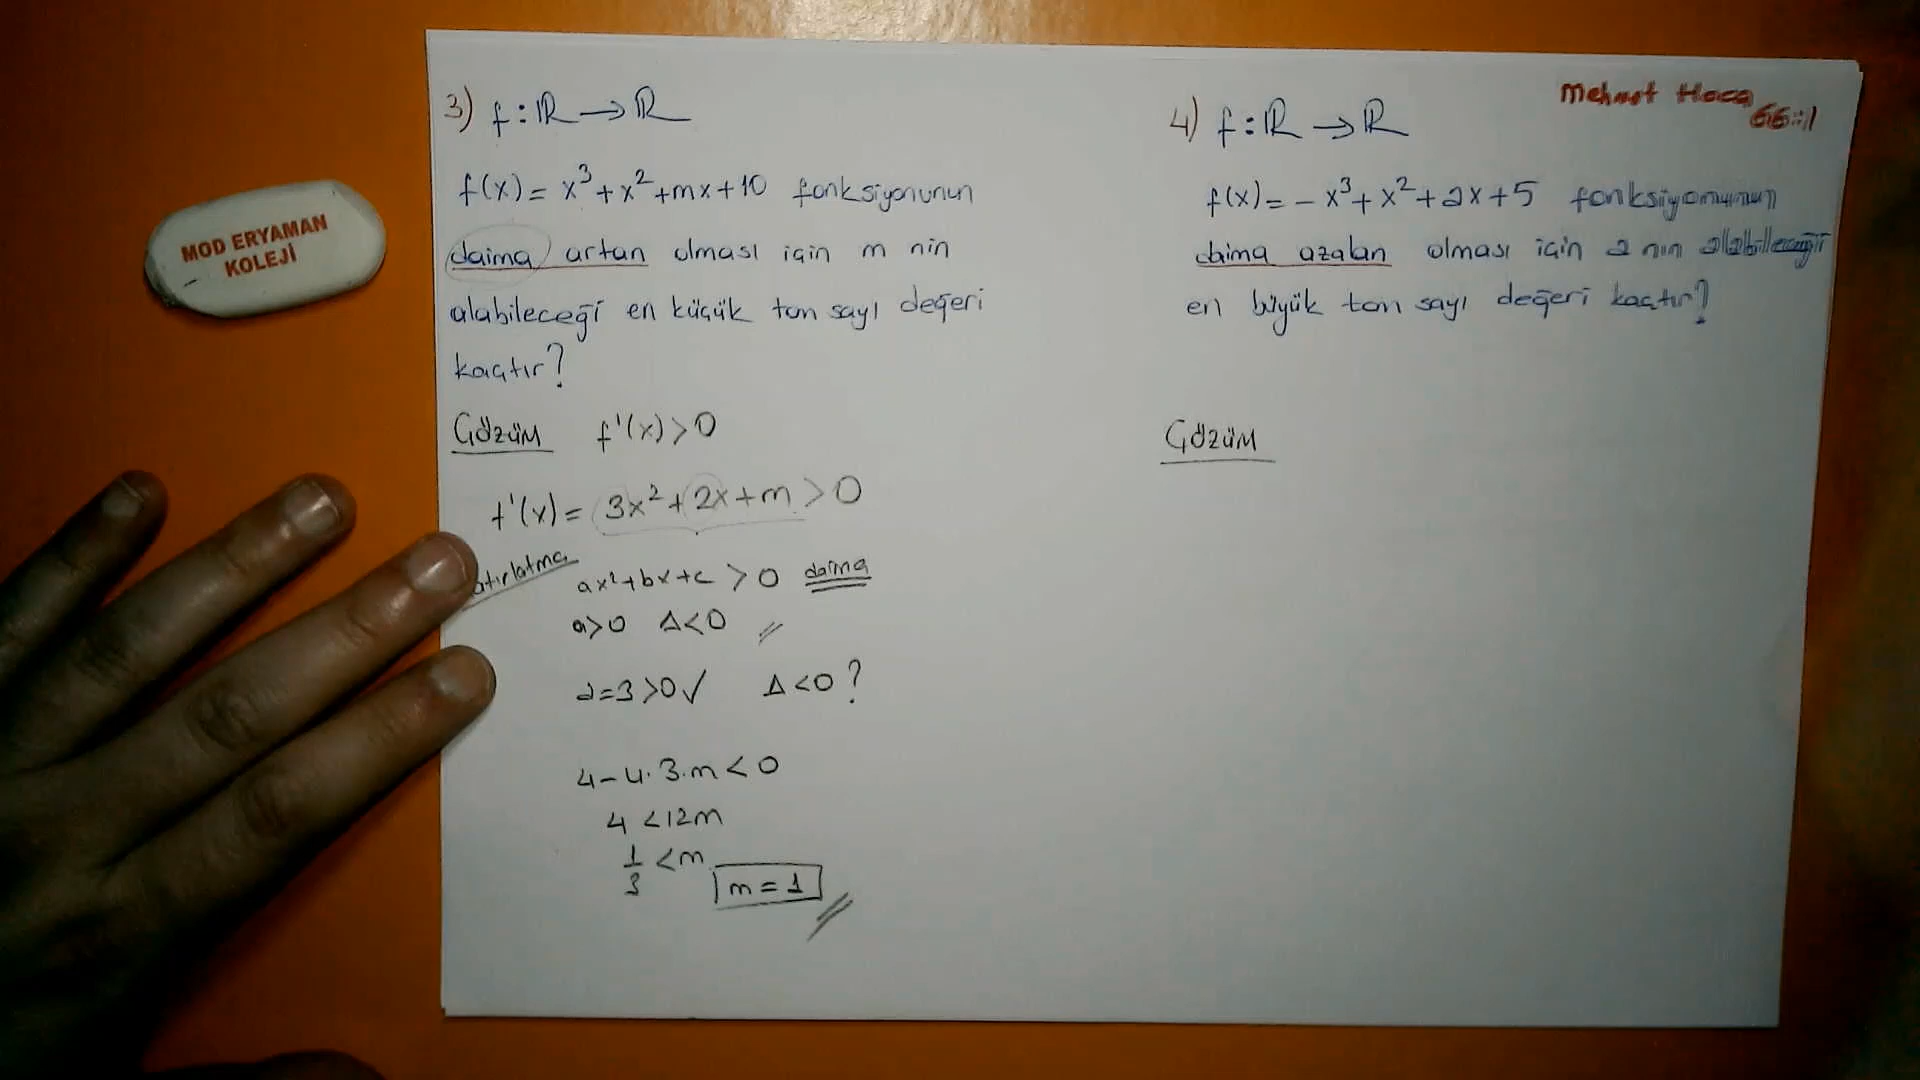 MOD ERYAMAN
KOLEJİ
3) f : ℝ → ℝ
f(x) = x³ + x² + mx + 10 fonksiyonunun
daima artan olması için m nin
alabileceği en küçük tam sayı değeri
kaçtır?
Çözüm f'(x) > 0
f'(x) = 3x² + 2x + m > 0
atırlatma ax² + bx + c > 0 daima
a > 0 Δ < 0 //
a = 3 > 0 ✓ Δ < 0 ?
4 - 4 . 3 . m < 0
4 < 12m
1/3 < m
m = 1
Mehmet Hoca
4) f : ℝ → ℝ
f(x) = - x³ + x² + ax + 5 fonksiyonunun
daima azalan olması için a nın alabileceği
en büyük tam sayı değeri kaçtır?
Çözüm